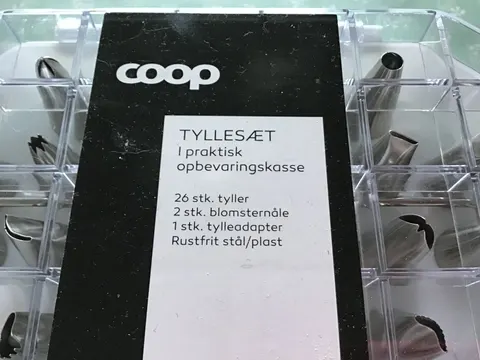 coop
TYLLESÆT
I praktisk
opbevaringskasse
26 stk. tyller
2 stk. blomsternåle
1 stk. tylleadapter
Rustfrit stål/plast